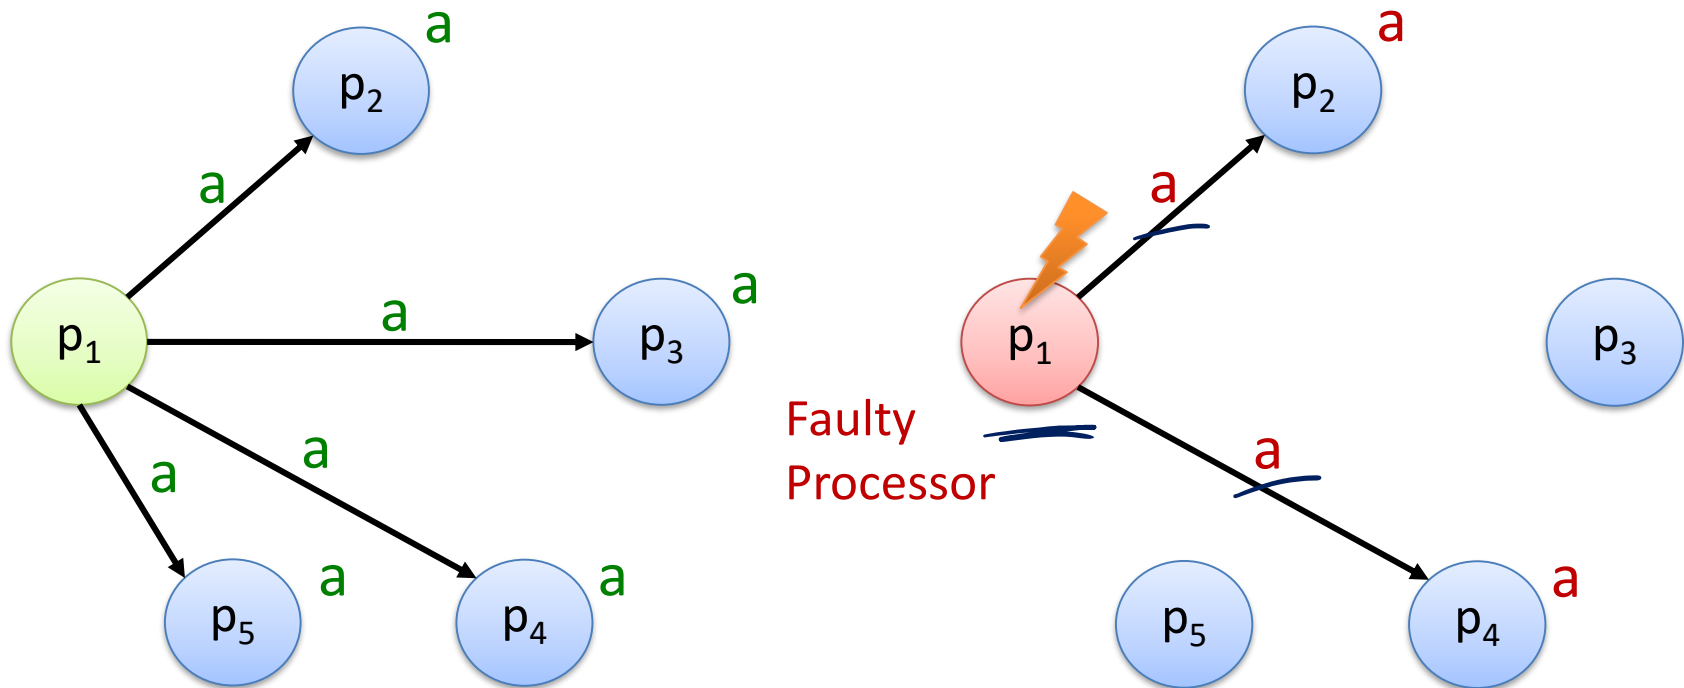 a
p₂
a
a
p₃
a
p₁
a
a
p₅
a
p₄
a
a
p₂
a
p₁
p₃
Faulty
Processor
a
p₅
p₄
a